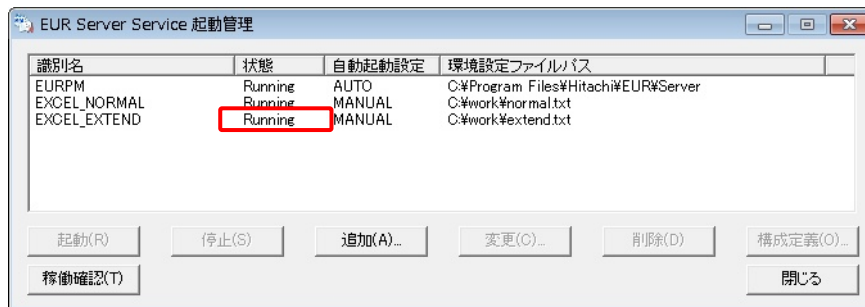 EUR Server Service 起動管理
識別名 状態 自動起動設定 環境設定ファイルパス
EURPM Running AUTO C:¥Program Files¥Hitachi¥EUR¥Server
EXCEL_NORMAL Running MANUAL C:¥work¥normal.txt
EXCEL_EXTEND Running MANUAL C:¥work¥extend.txt
起動(R) 停止(S) 追加(A)... 変更(C)... 削除(D) 構成定義(O)...
稼働確認(T) 閉じる